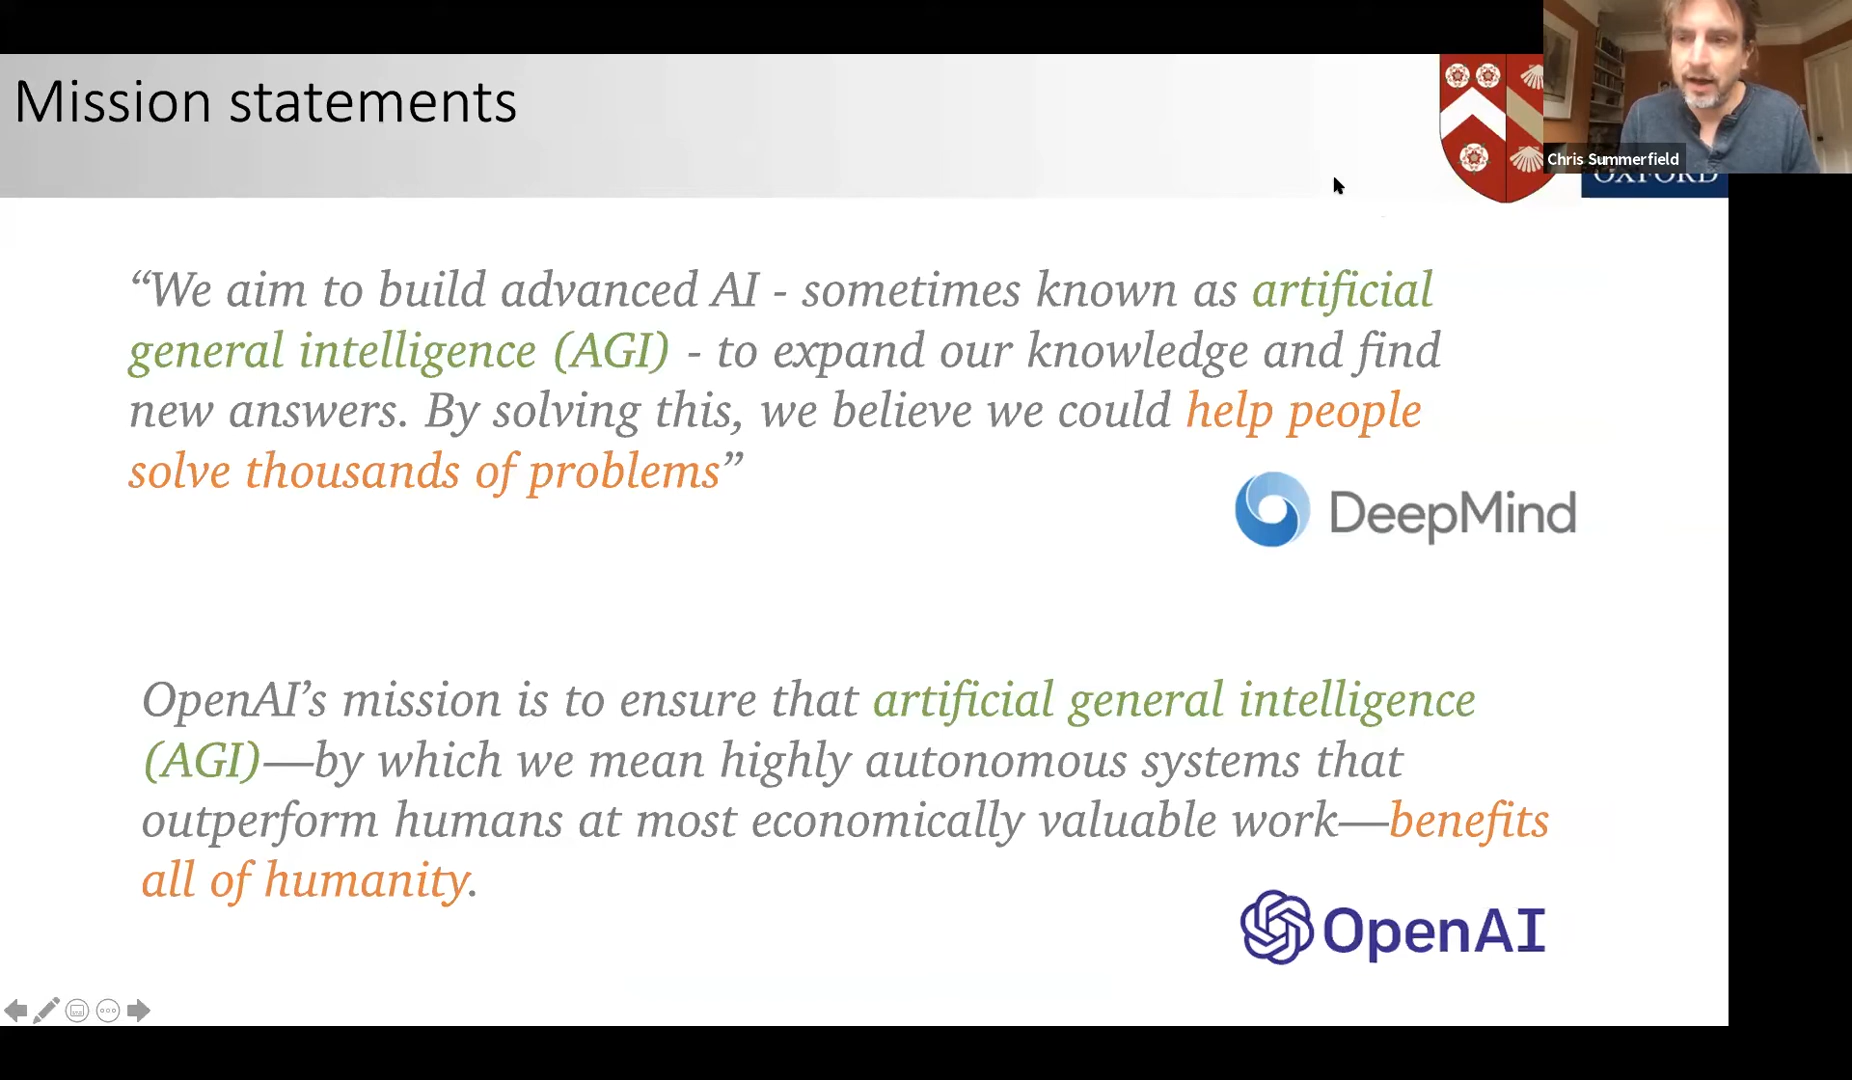 Mission statements
Chris Summerfield
OXFORD
“We aim to build advanced AI - sometimes known as artificial
general intelligence (AGI) - to expand our knowledge and find
new answers. By solving this, we believe we could help people
solve thousands of problems”
DeepMind
OpenAI’s mission is to ensure that artificial general intelligence
(AGI)—by which we mean highly autonomous systems that
outperform humans at most economically valuable work—benefits
all of humanity.
OpenAI